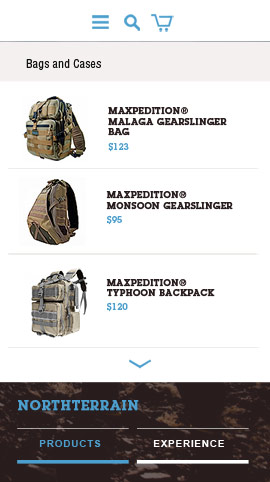 Bags and Cases
MAXPEDITION®
MALAGA GEARSLINGER
BAG
$123
MAXPEDITION®
MONSOON GEARSLINGER
$95
MAXPEDITION®
TYPHOON BACKPACK
$120
NORTHTERRAIN
PRODUCTS
EXPERIENCE